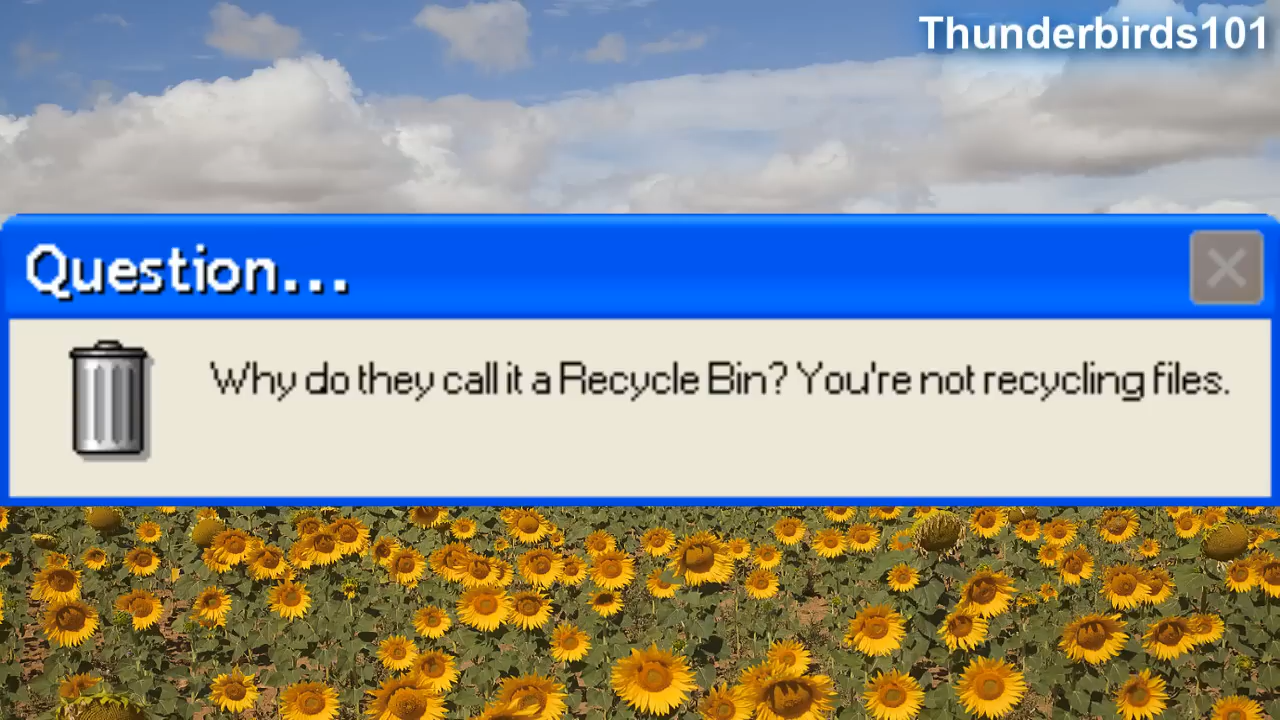 Thunderbirds101
Question...
Why do they call it a Recycle Bin? You're not recycling files.